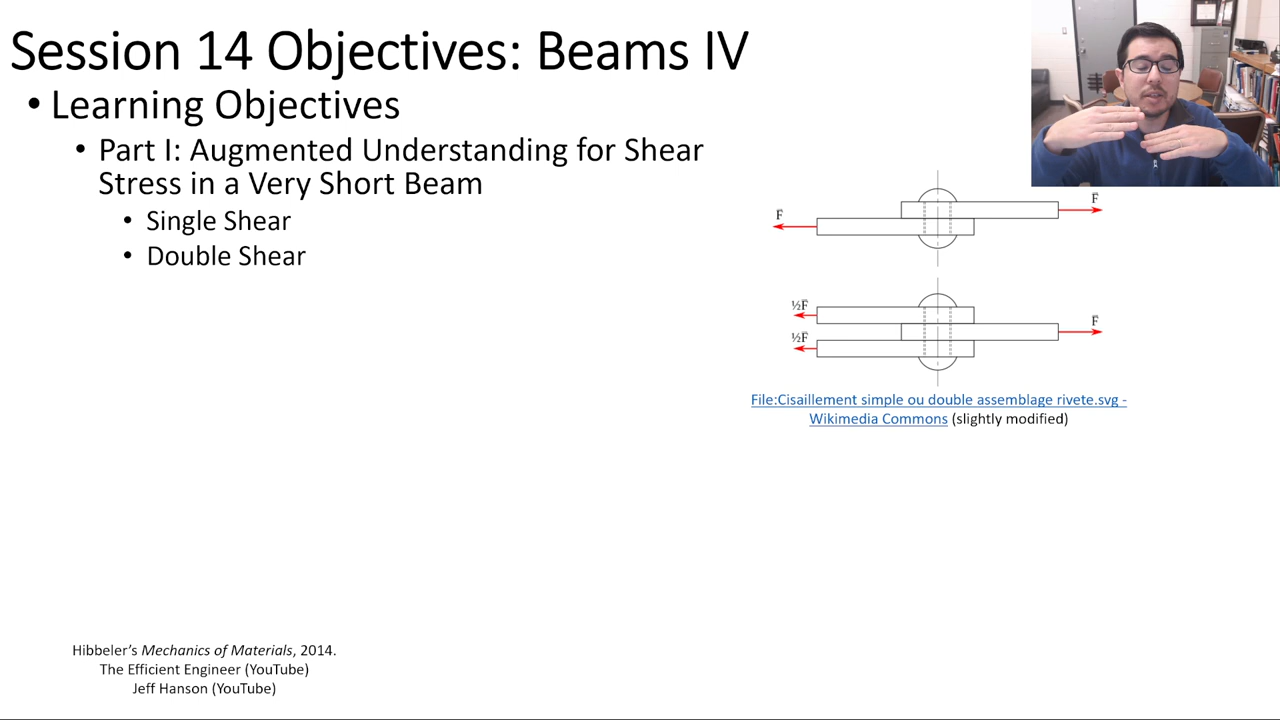 Session 14 Objectives: Beams IV
• Learning Objectives
• Part I: Augmented Understanding for Shear
Stress in a Very Short Beam
• Single Shear
• Double Shear
F⃗
F⃗
½F⃗
½F⃗
F⃗
File:Cisaillement simple ou double assemblage rivete.svg -
Wikimedia Commons (slightly modified)
Hibbeler’s Mechanics of Materials, 2014.
The Efficient Engineer (YouTube)
Jeff Hanson (YouTube)